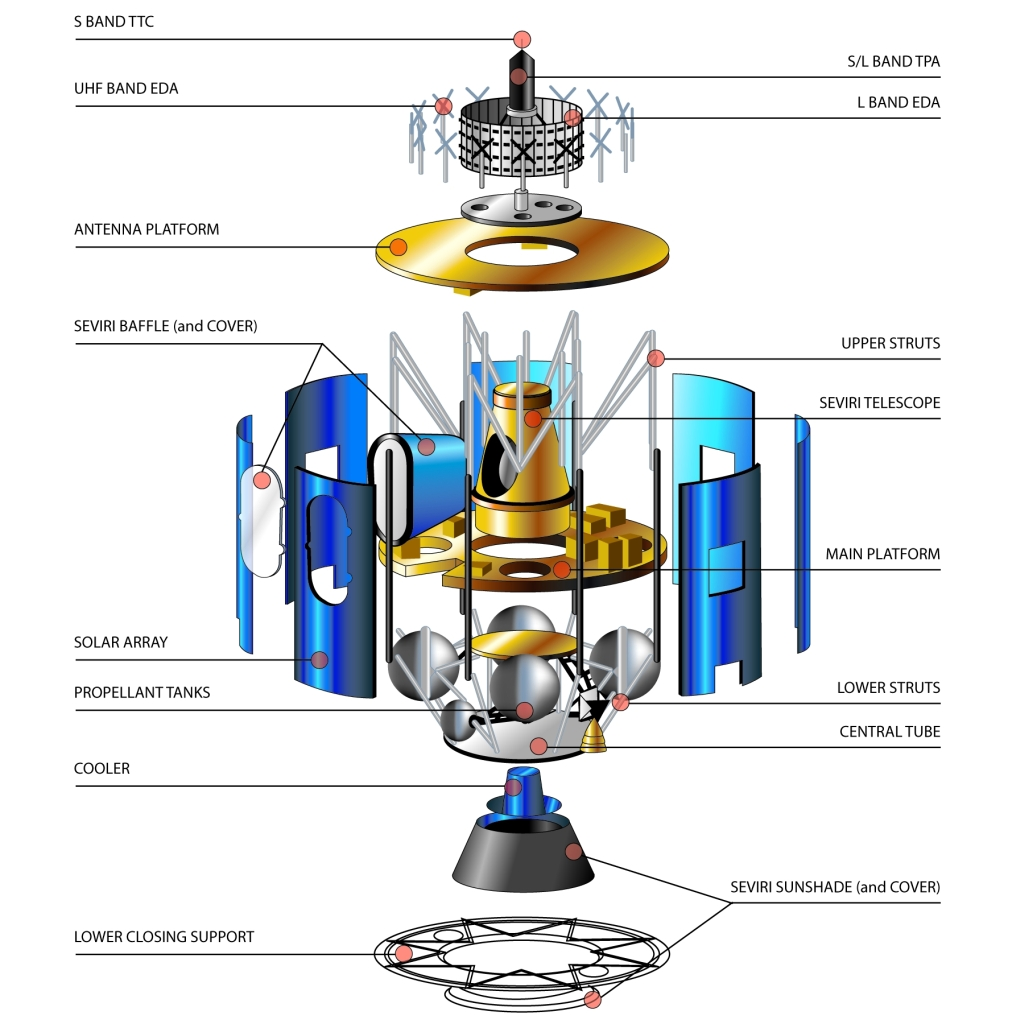 S BAND TTC
S/L BAND TPA
UHF BAND EDA
L BAND EDA
ANTENNA PLATFORM
SEVIRI BAFFLE (and COVER)
UPPER STRUTS
SEVIRI TELESCOPE
MAIN PLATFORM
SOLAR ARRAY
PROPELLANT TANKS
LOWER STRUTS
CENTRAL TUBE
COOLER
SEVIRI SUNSHADE (and COVER)
LOWER CLOSING SUPPORT